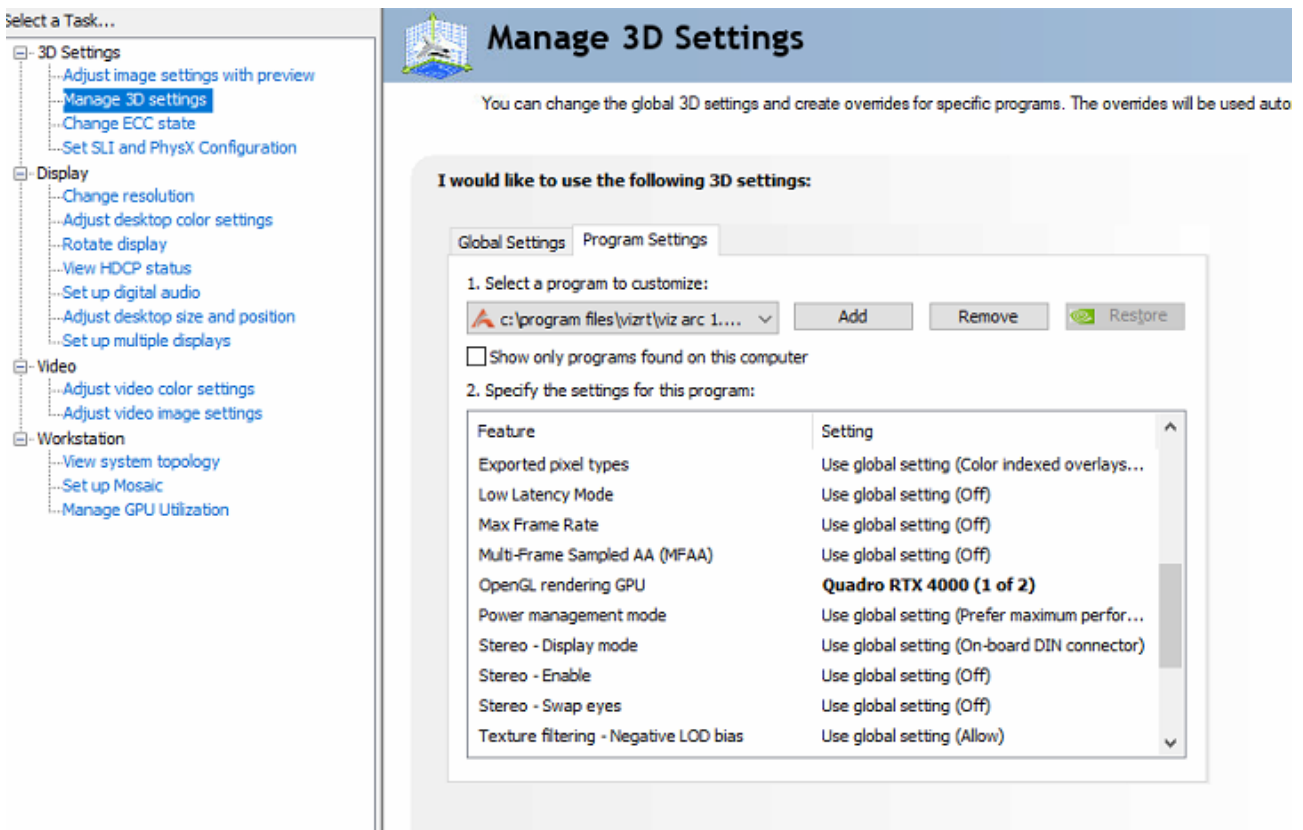 Select a Task...
3D Settings
Adjust image settings with preview
Manage 3D settings
Change ECC state
Set SLI and PhysX Configuration
Display
Change resolution
Adjust desktop color settings
Rotate display
View HDCP status
Set up digital audio
Adjust desktop size and position
Set up multiple displays
Video
Adjust video color settings
Adjust video image settings
Workstation
View system topology
Set up Mosaic
Manage GPU Utilization
Manage 3D Settings
You can change the global 3D settings and create overrides for specific programs. The overrides will be used auto
I would like to use the following 3D settings:
Global Settings Program Settings
1. Select a program to customize:
c:\program files\vizrt\viz arc 1.... Add Remove Restore
Show only programs found on this computer
2. Specify the settings for this program:
Feature Setting
Exported pixel types Use global setting (Color indexed overlays...
Low Latency Mode Use global setting (Off)
Max Frame Rate Use global setting (Off)
Multi-Frame Sampled AA (MFAA) Use global setting (Off)
OpenGL rendering GPU Quadro RTX 4000 (1 of 2)
Power management mode Use global setting (Prefer maximum perfor...
Stereo - Display mode Use global setting (On-board DIN connector)
Stereo - Enable Use global setting (Off)
Stereo - Swap eyes Use global setting (Off)
Texture filtering - Negative LOD bias Use global setting (Allow)